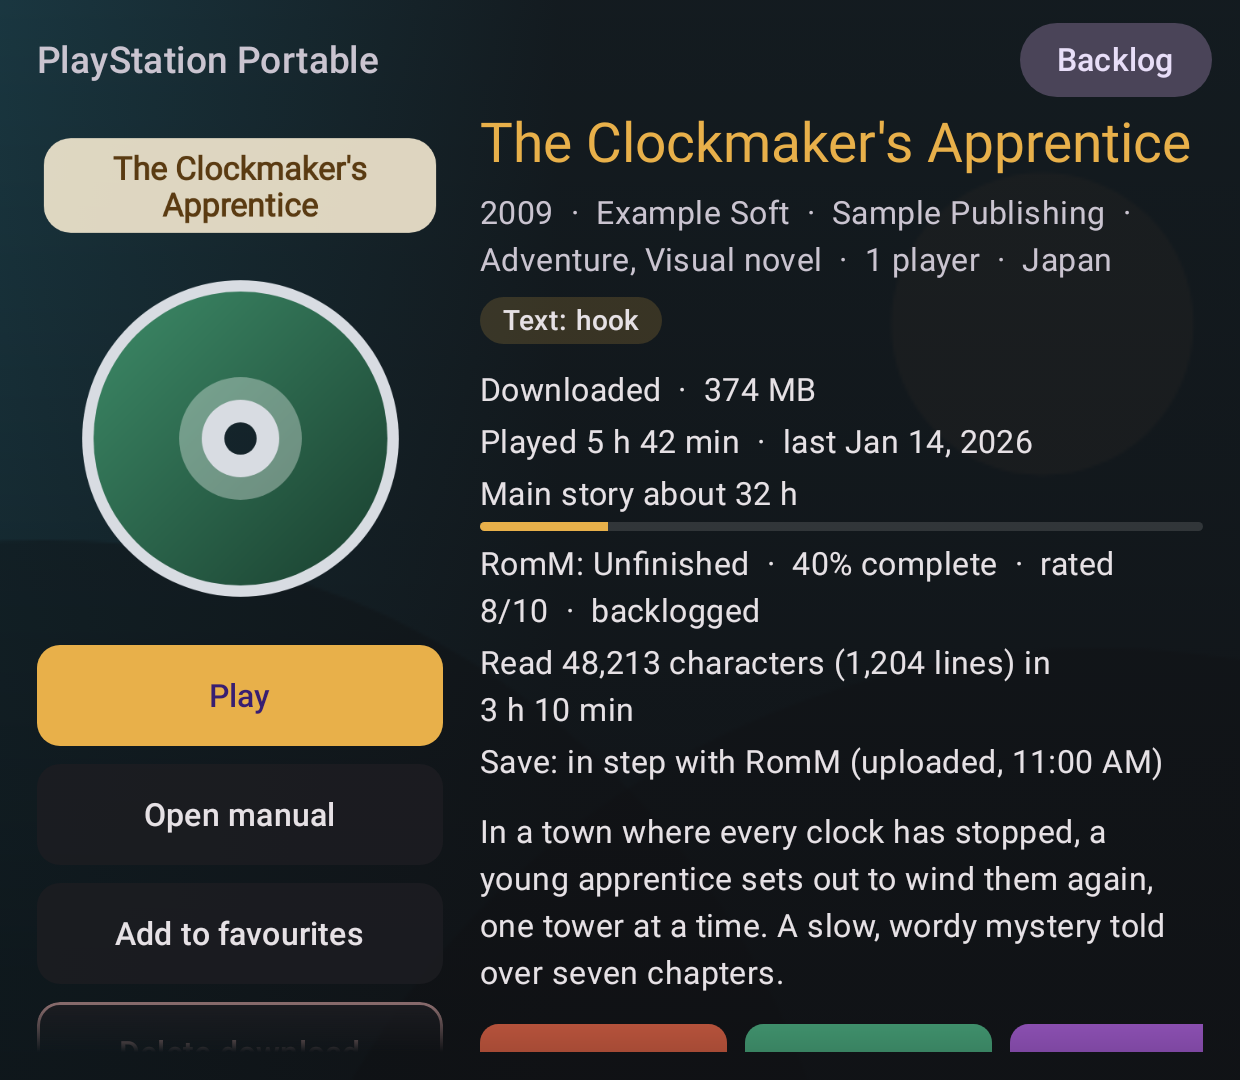 PlayStation Portable
Backlog
The Clockmaker's
Apprentice
Play
Open manual
Add to favourites
Delete download
The Clockmaker's Apprentice
2009 · Example Soft · Sample Publishing ·
Adventure, Visual novel · 1 player · Japan
Text: hook
Downloaded · 374 MB
Played 5 h 42 min · last Jan 14, 2026
Main story about 32 h
RomM: Unfinished · 40% complete · rated
8/10 · backlogged
Read 48,213 characters (1,204 lines) in
3 h 10 min
Save: in step with RomM (uploaded, 11:00 AM)
In a town where every clock has stopped, a
young apprentice sets out to wind them again,
one tower at a time. A slow, wordy mystery told
over seven chapters.